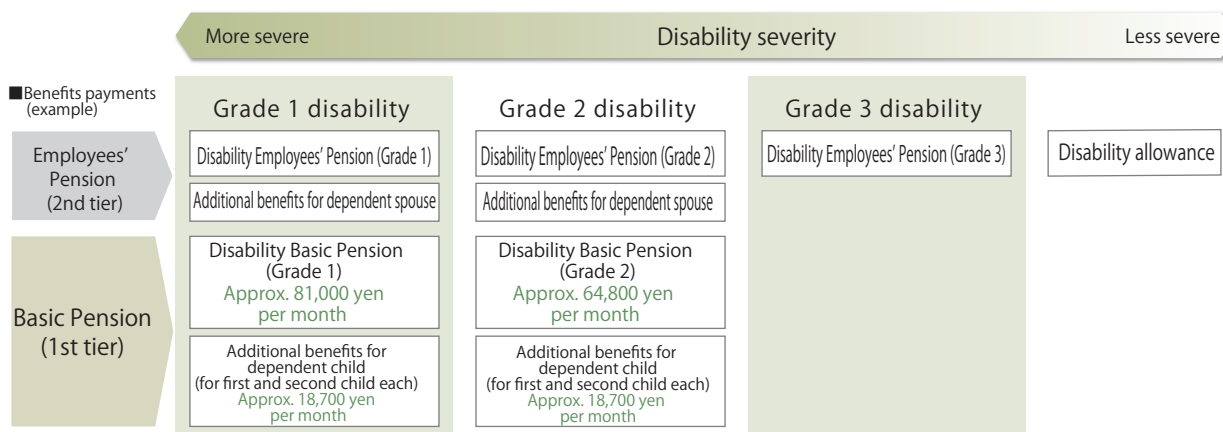 More severe
Disability severity
Less severe
■Benefits payments
(example)
Grade 1 disability
Grade 2 disability
Grade 3 disability
Employees'
Pension
(2nd tier)
Disability Employees' Pension (Grade 1)
Disability Employees' Pension (Grade 2)
Disability Employees' Pension (Grade 3)
Disability allowance
Additional benefits for dependent spouse
Additional benefits for dependent spouse
Basic Pension
(1st tier)
Disability Basic Pension
(Grade 1)
Approx. 81,000 yen
per month
Disability Basic Pension
(Grade 2)
Approx. 64,800 yen
per month
Additional benefits for
dependent child
(for first and second child each)
Approx. 18,700 yen
per month
Additional benefits for
dependent child
(for first and second child each)
Approx. 18,700 yen
per month